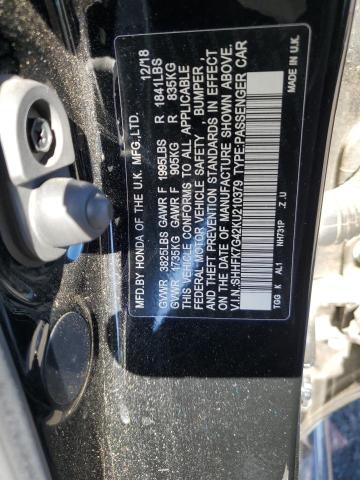 MFD.BY HONDA OF THE U.K MFG.,LTD. 12/18
GVWR 3825LBS GAWR F 1995LBS R 1841LBS
GVWR 1735KG GAWR F 905KG R 835KG
THIS VEHICLE CONFORMS TO ALL APPLICABLE
FEDERAL MOTOR VEHICLE SAFETY, BUMPER,
THEFT PREVENTION STANDARDS IN EFFECT
ON THE DATE OF MANUFACTURE SHOWN ABOVE.
V.I.N.:SHHFK7G42KU210379 TYPE:PASSENGER CAR
TGG K AL1 NH731P Z U MADE IN U.K.